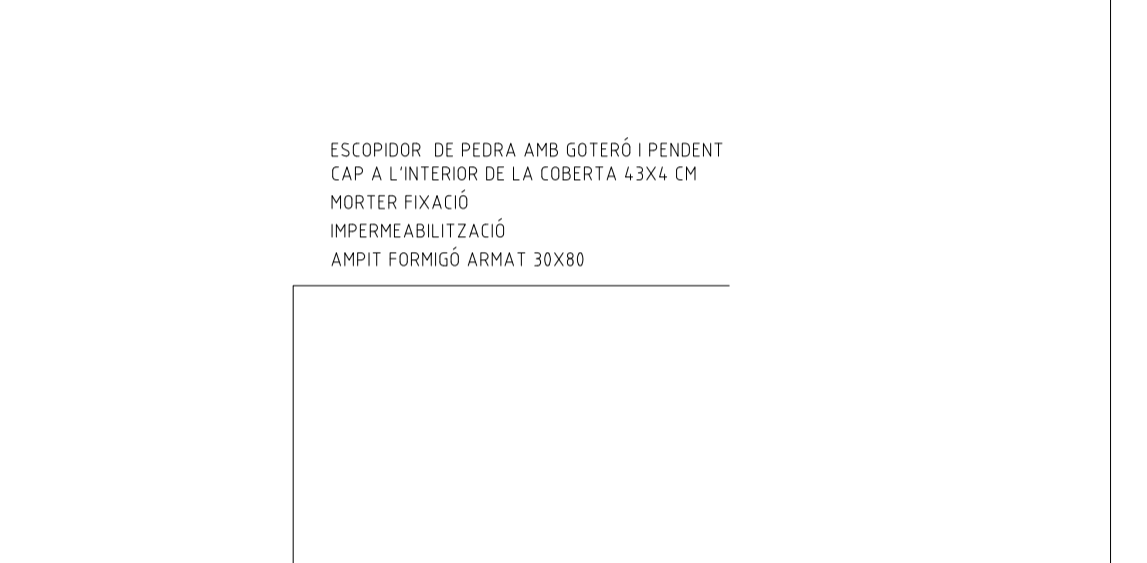 ESCOPIDOR DE PEDRA AMB GOTERÓ I PENDENT
CAP A L'INTERIOR DE LA COBERTA 43X4 CM
MORTER FIXACIÓ
IMPERMEABILITZACIÓ
AMPIT FORMIGÓ ARMAT 30X80